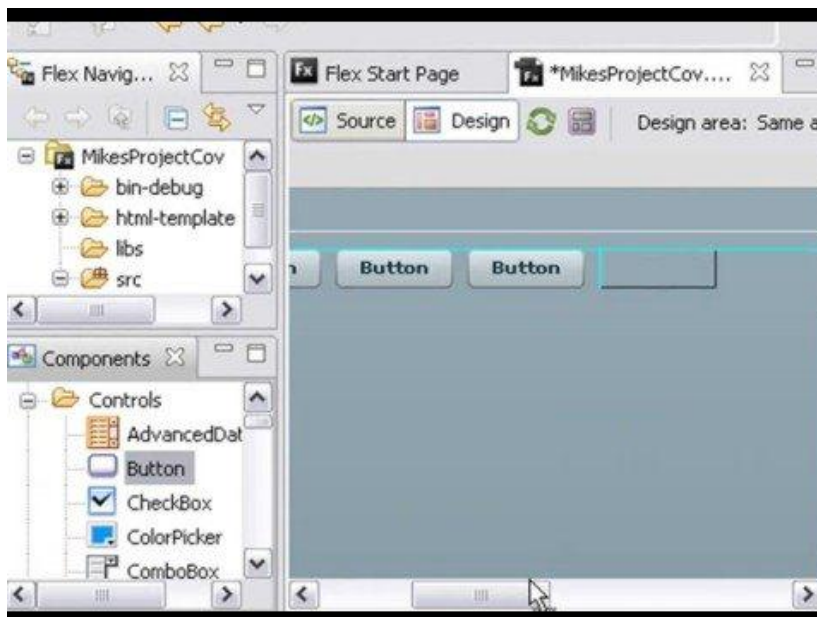 Flex Navig...
Fx Flex Start Page
*MikesProjectCov....
Source
Design
Design area: Same a
MikesProjectCov
bin-debug
html-template
libs
src
n
Button
Button
Components
Controls
AdvancedDat
Button
CheckBox
ColorPicker
ComboBox